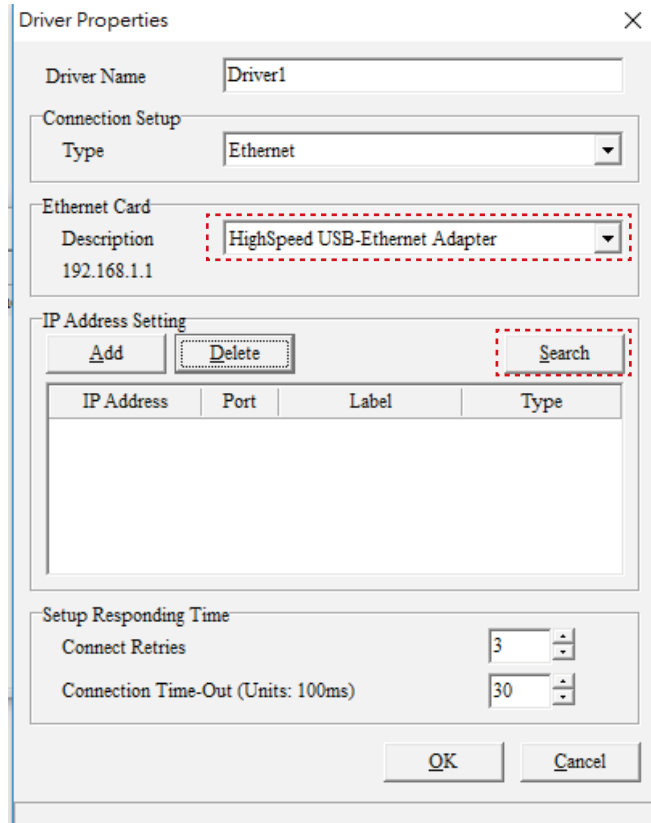 Driver Properties
Driver Name Driver1
Connection Setup
Type Ethernet
Ethernet Card
Description HighSpeed USB-Ethernet Adapter
192.168.1.1
IP Address Setting
Add Delete Search
IP Address Port Label Type
Setup Responding Time
Connect Retries 3
Connection Time-Out (Units: 100ms) 30
OK Cancel